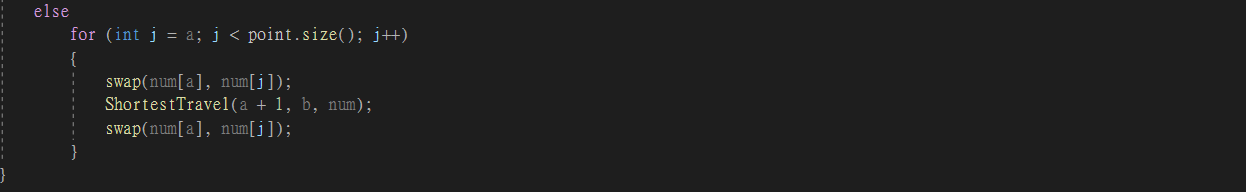 else
for (int j = a; j < point.size(); j++)
{
swap(num[a], num[j]);
ShortestTravel(a + 1, b, num);
swap(num[a], num[j]);
}
}